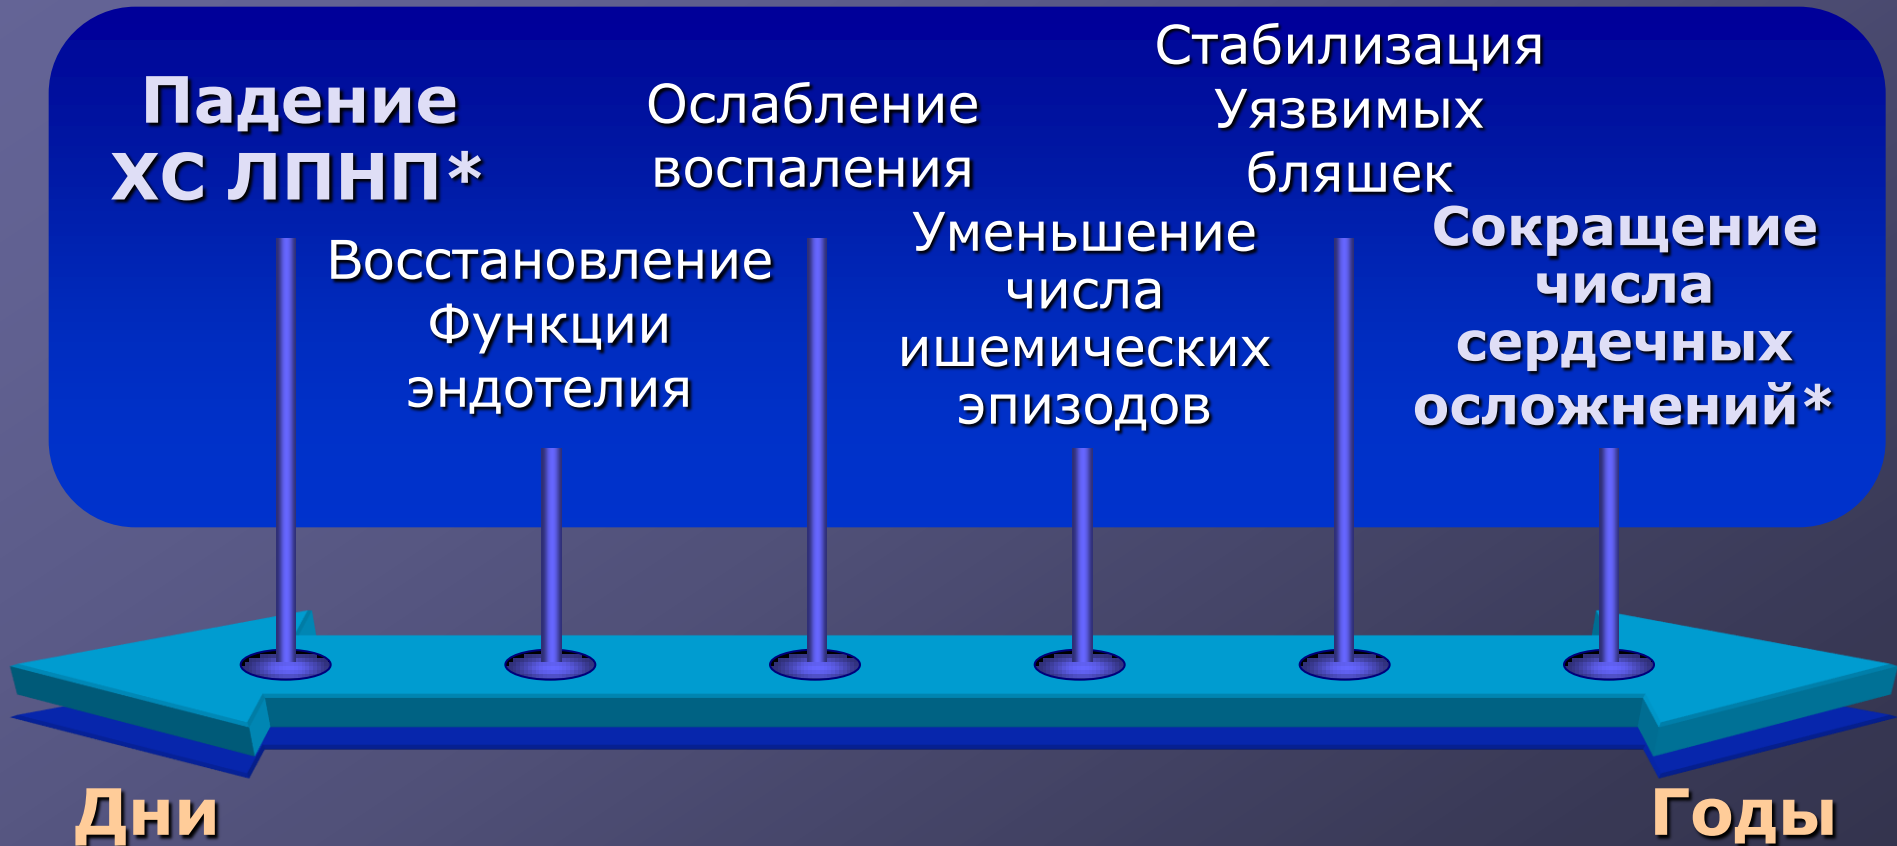 Падение
ХС ЛПНП*
Восстановление
Функции
эндотелия
Ослабление
воспаления
Уменьшение
числа
ишемических
эпизодов
Стабилизация
Уязвимых
бляшек
Сокращение
числа
сердечных
осложнений*
Дни
Годы